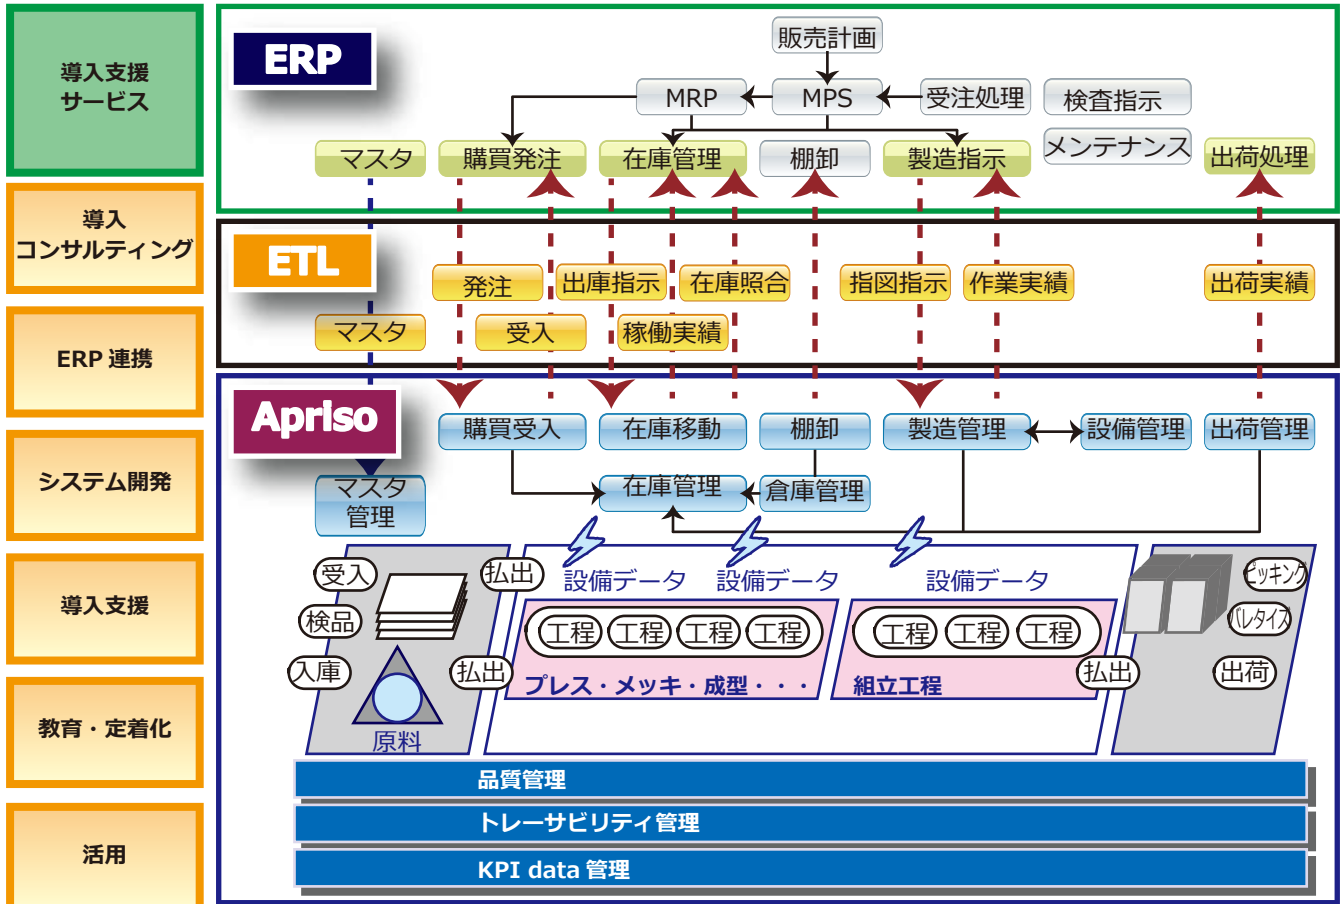 導入支援
サービス
導入
コンサルティング
ERP 連携
システム開発
導入支援
教育・定着化
活用
ERP
販売計画
MRP
MPS
受注処理
検査指示
メンテナンス
マスタ
購買発注
在庫管理
棚卸
製造指示
出荷処理
ETL
発注
出庫指示
在庫照合
指図指示
作業実績
出荷実績
マスタ
受入
稼働実績
Apriso
購買受入
在庫移動
棚卸
製造管理
設備管理
出荷管理
マスタ
管理
在庫管理
倉庫管理
受入
検品
入庫
払出
払出
原料
設備データ
設備データ
設備データ
工程
工程
工程
工程
プレス・メッキ・成型・・・
工程
工程
工程
組立工程
払出
ピッキング
パレタイズ
出荷
品質管理
トレーサビリティ管理
KPI data 管理